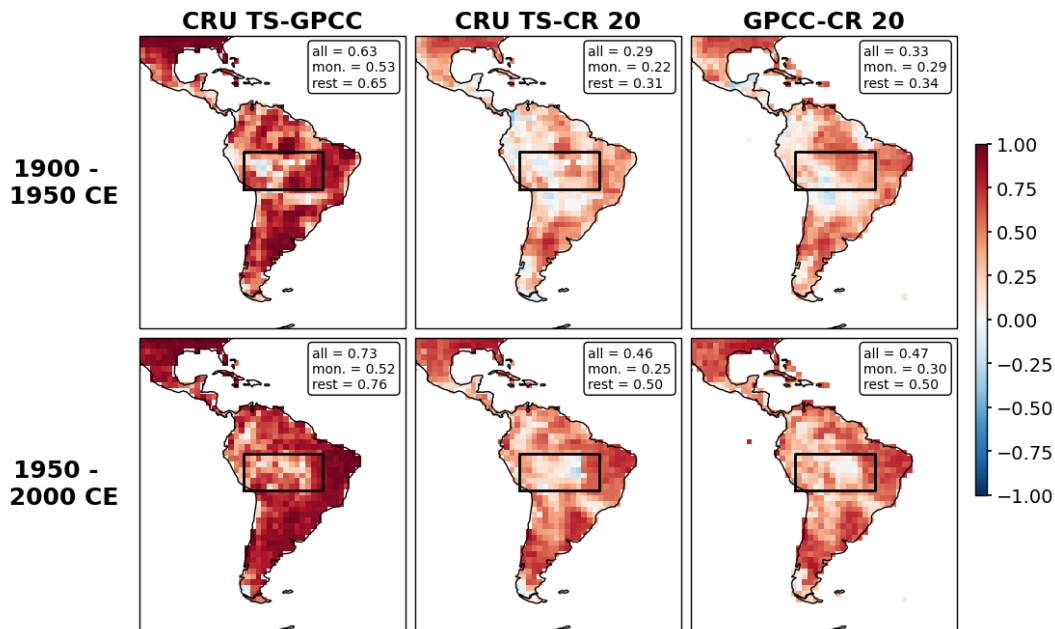 CRU TS-GPCC
CRU TS-CR 20
GPCC-CR 20
1900 -
1950 CE
all = 0.63
mon. = 0.53
rest = 0.65
all = 0.29
mon. = 0.22
rest = 0.31
all = 0.33
mon. = 0.29
rest = 0.34
1950 -
2000 CE
all = 0.73
mon. = 0.52
rest = 0.76
all = 0.46
mon. = 0.25
rest = 0.50
all = 0.47
mon. = 0.30
rest = 0.50
1.00
0.75
0.50
0.25
0.00
−0.25
−0.50
−0.75
−1.00